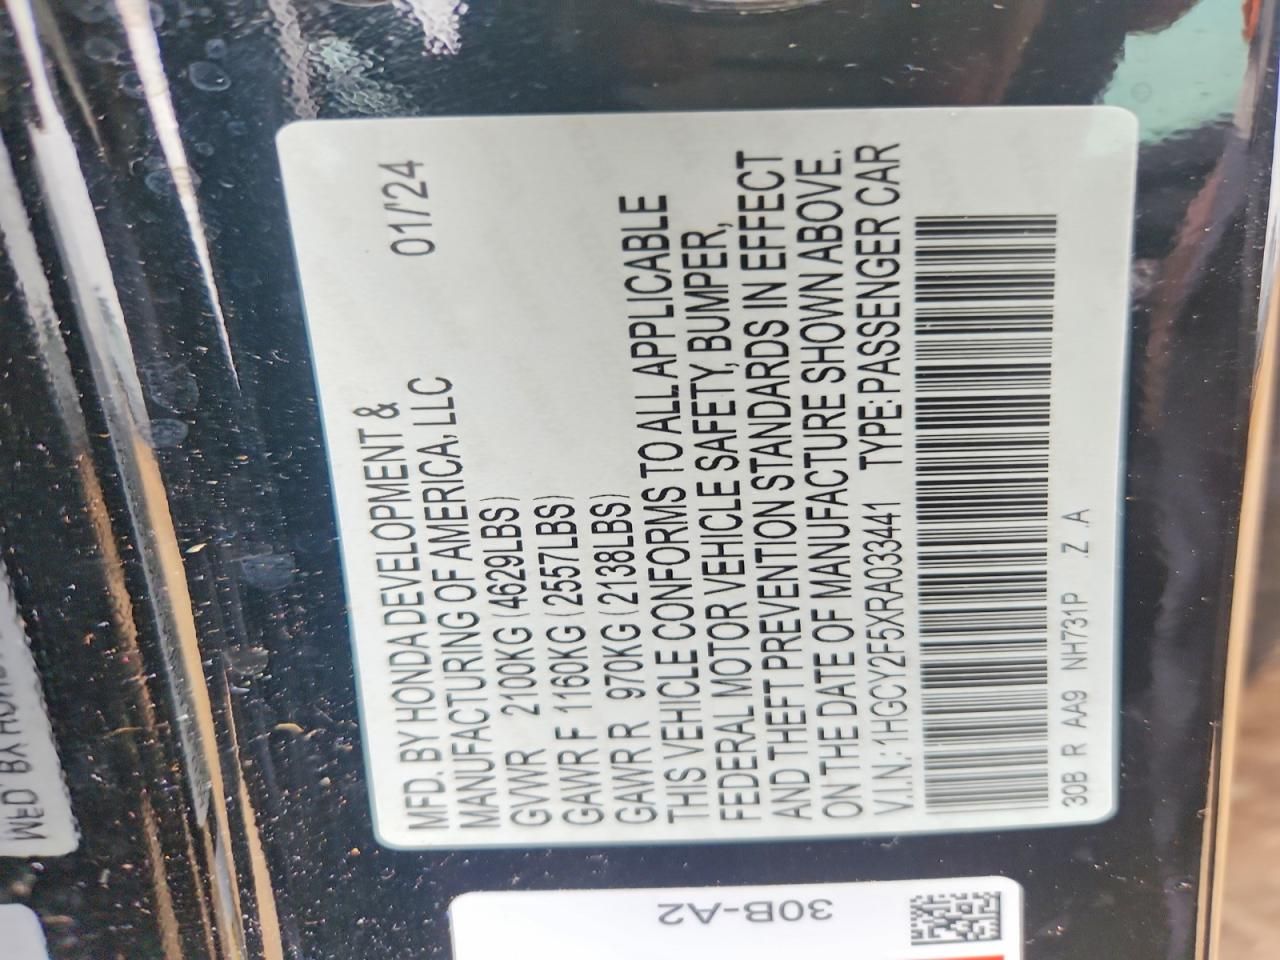 MFD. BY HONDA DEVELOPMENT &
MANUFACTURING OF AMERICA, LLC 01/'24
GVWR 2100KG (4629LBS)
GAWR F 1160KG (2557LBS)
GAWR R 970KG (2138LBS)
THIS VEHICLE CONFORMS TO ALL APPLICABLE
FEDERAL MOTOR VEHICLE SAFETY, BUMPER,
AND THEFT PREVENTION STANDARDS IN EFFECT
ON THE DATE OF MANUFACTURE SHOWN ABOVE.
V.I.N.: 1HGCY2F5XRA033441 TYPE: PASSENGER CAR
30B R AA9 NH731P .Z .A
30B-A2
MFD. BY